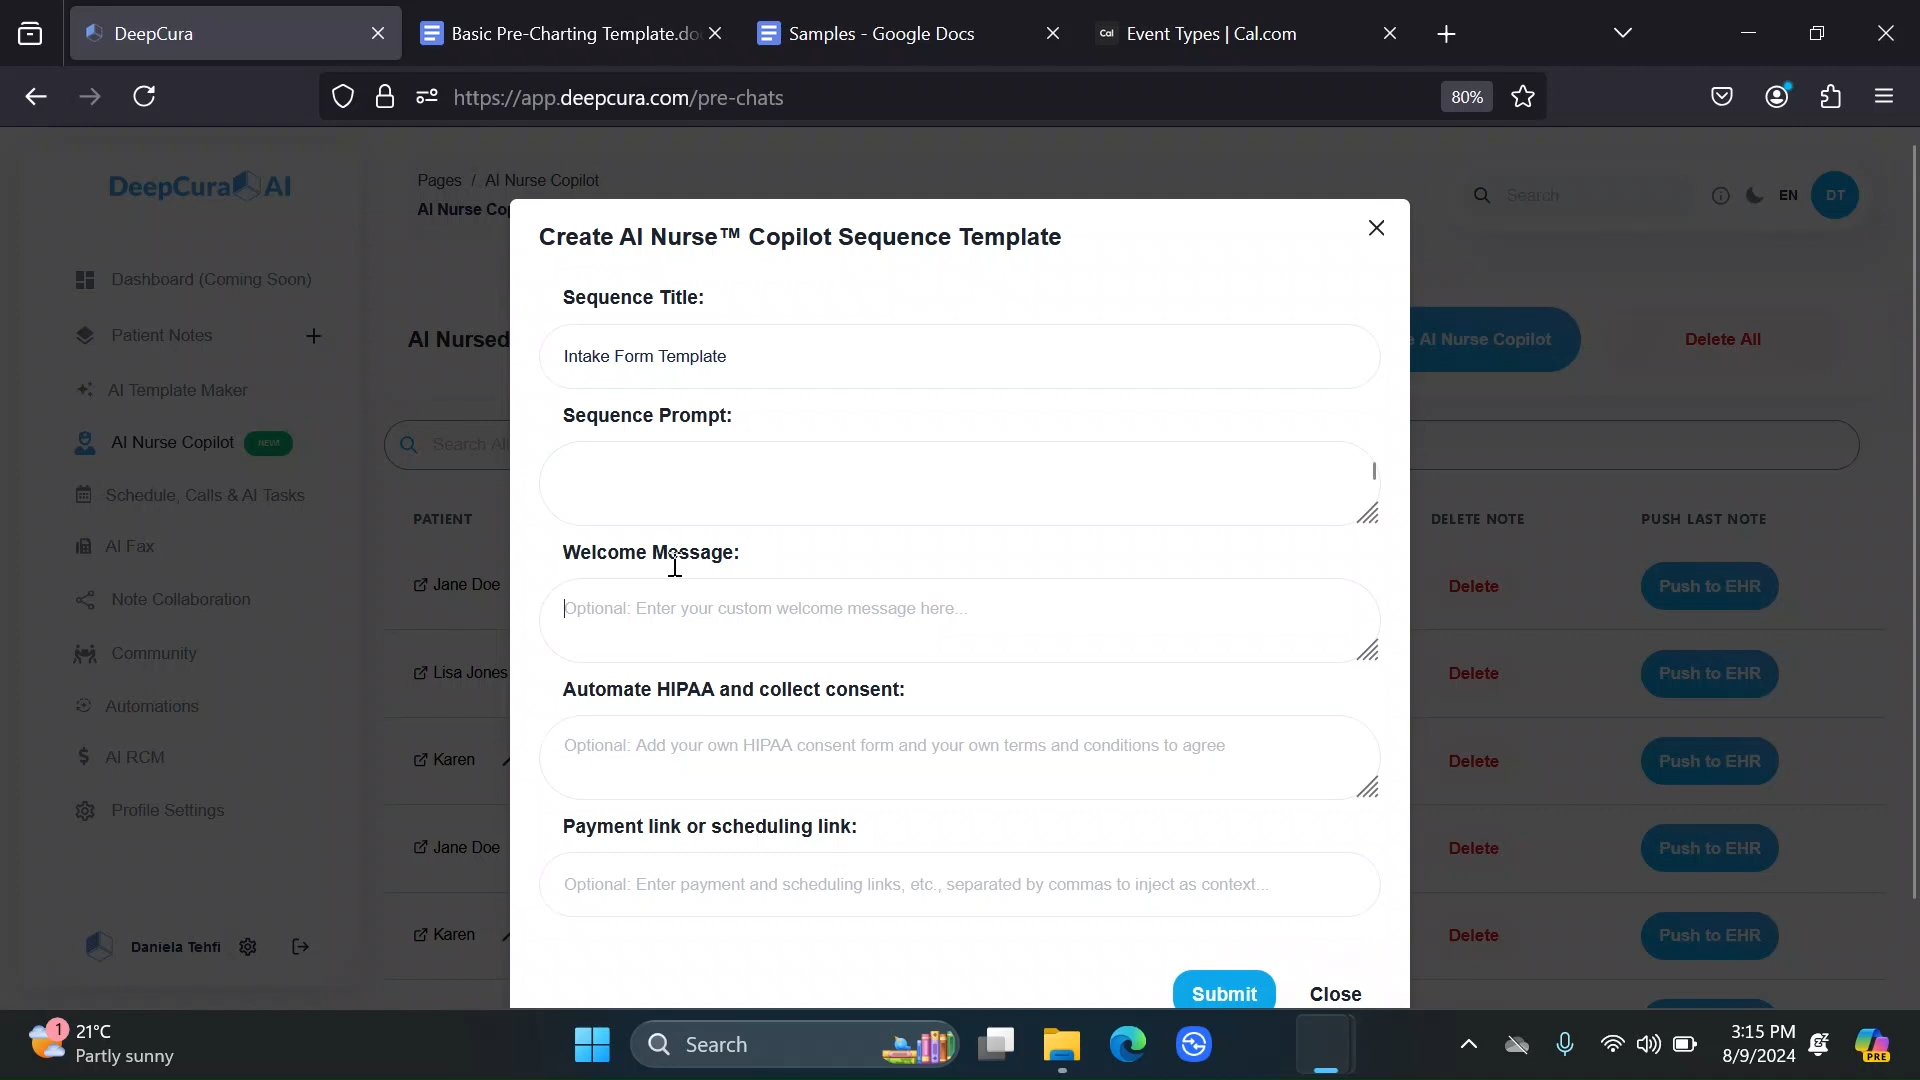 DeepCura
Basic Pre-Charting Template.do
Samples - Google Docs
Cal
Event Types | Cal.com
https://app.deepcura.com/pre-chats
80%
DeepCura AI
Pages / AI Nurse Copilot
AI Nurse Cop
Search
EN
DT
Dashboard (Coming Soon)
Patient Notes
AI Template Maker
AI Nurse Copilot
NEW!
Schedule, Calls & AI Tasks
AI Fax
Note Collaboration
Community
Automations
AI RCM
Profile Settings
Daniela Tehfi
AI Nursed
AI Nurse Copilot
Delete All
PATIENT
DELETE NOTE
PUSH LAST NOTE
Jane Doe
Delete
Push to EHR
Lisa Jones
Delete
Push to EHR
Karen
Delete
Push to EHR
Jane Doe
Delete
Push to EHR
Karen
Delete
Push to EHR
Create AI Nurse™ Copilot Sequence Template
Sequence Title:
Intake Form Template
Sequence Prompt:
Welcome Message:
Optional: Enter your custom welcome message here...
Automate HIPAA and collect consent:
Optional: Add your own HIPAA consent form and your own terms and conditions to agree
Payment link or scheduling link:
Optional: Enter payment and scheduling links, etc., separated by commas to inject as context...
Submit
Close
1
21°C
Partly sunny
Search
3:15 PM
8/9/2024
PRE